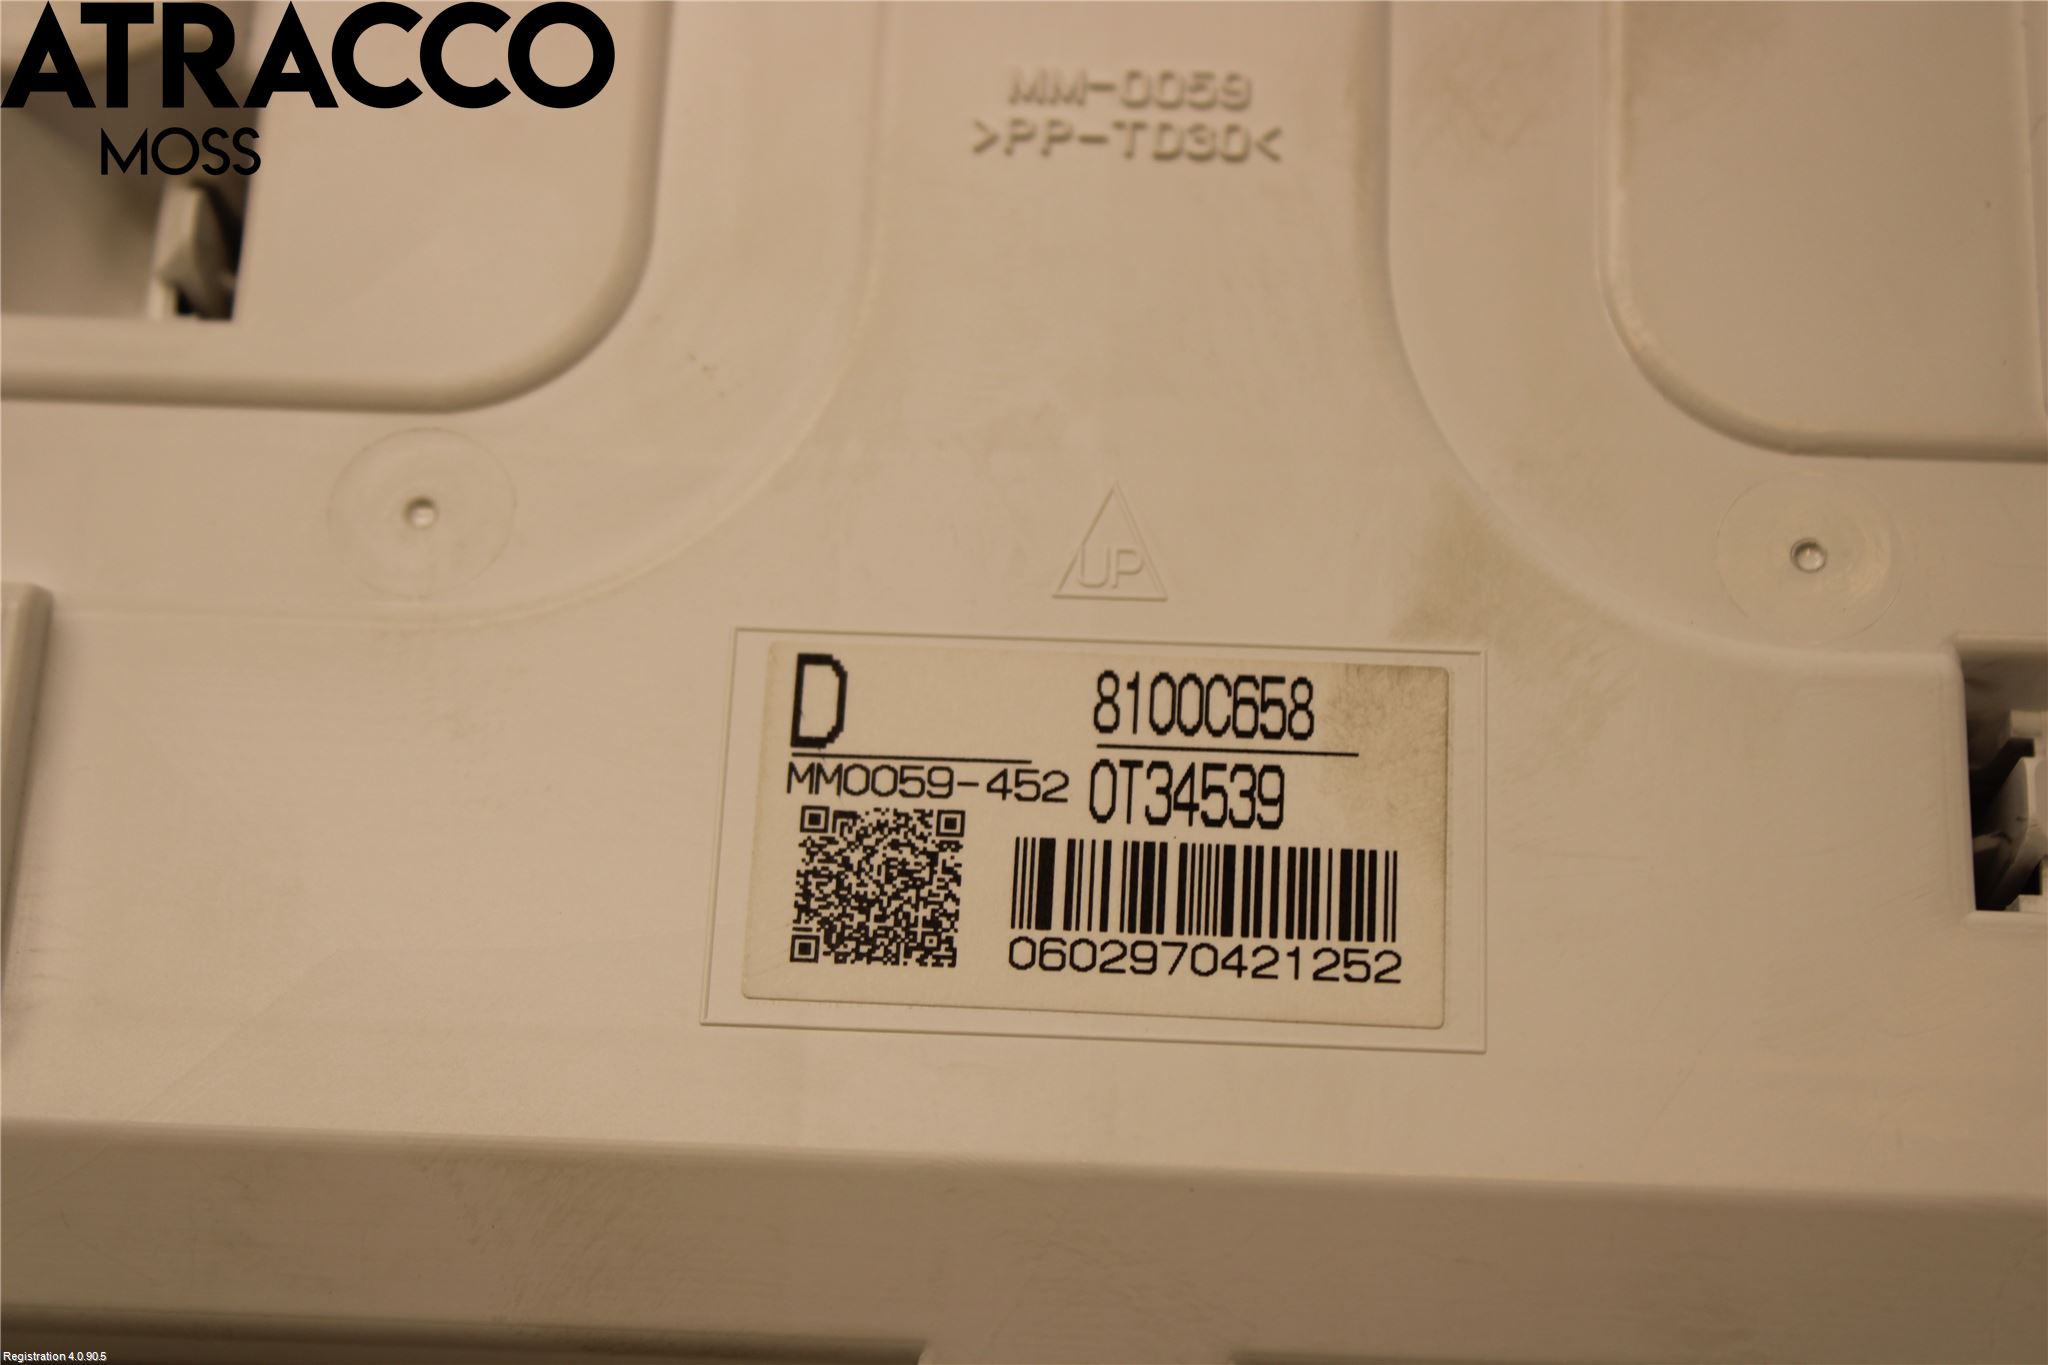 ATRACCO
MOSS
MM-0059
>PP-TD30<
UP
D
8100C658
MM0059-452
0T34539
0602970421252
Registration 4.0.90.5